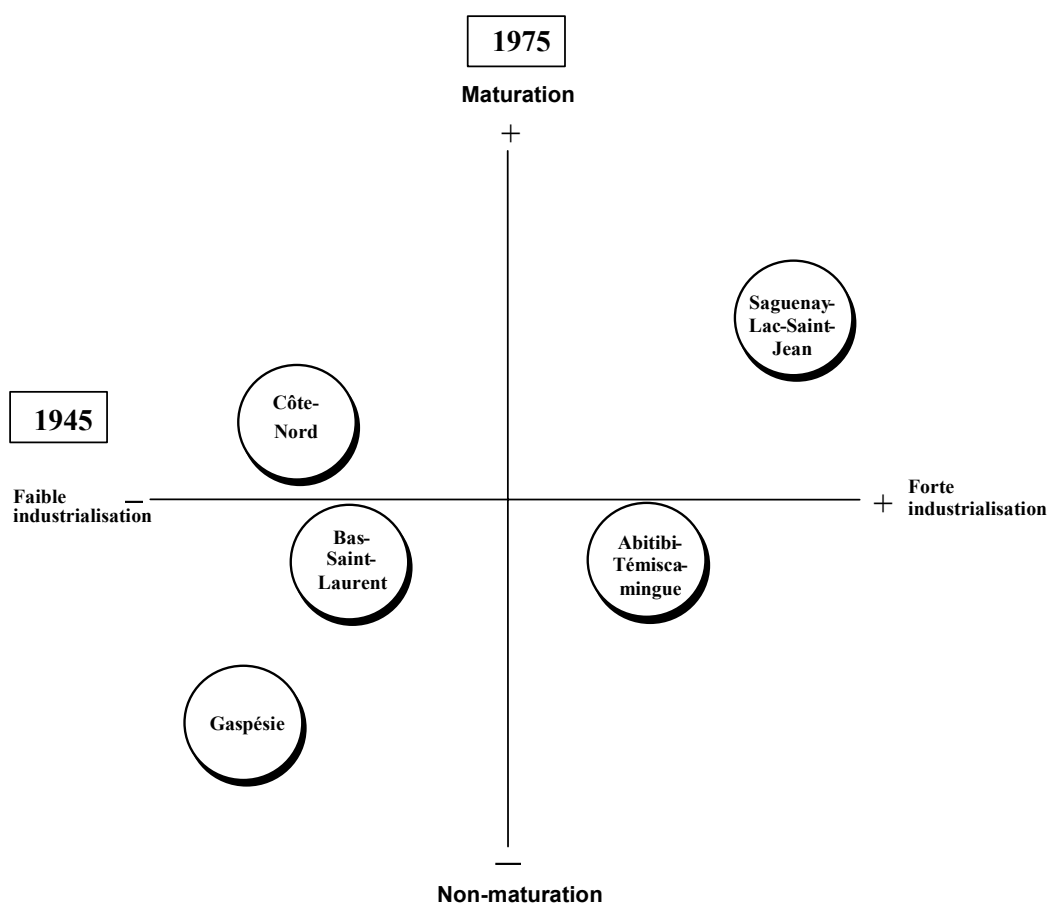 1975
Maturation
+
Saguenay-
Lac-Saint-
Jean
Côte-
Nord
1945
Faible
industrialisation
—
+
Forte
industrialisation
Bas-
Saint-
Laurent
Abitibi-
Témisca-
mingue
Gaspésie
—
Non-maturation